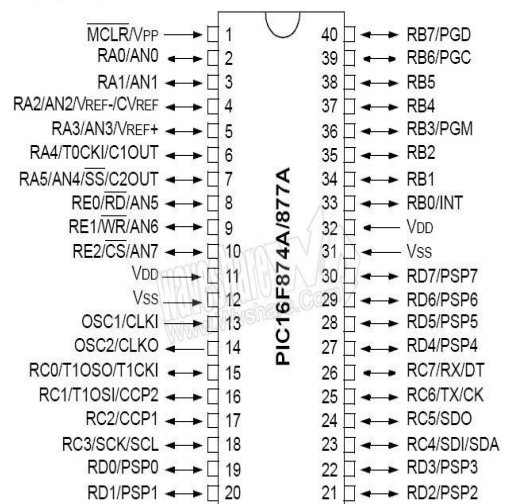 MCLR/VPP 1 40 RB7/PGD
RA0/AN0 2 39 RB6/PGC
RA1/AN1 3 38 RB5
RA2/AN2/VREF-/CVREF 4 37 RB4
RA3/AN3/VREF+ 5 36 RB3/PGM
RA4/T0CKI/C1OUT 6 35 RB2
RA5/AN4/SS/C2OUT 7 34 RB1
RE0/RD/AN5 8 33 RB0/INT
RE1/WR/AN6 9 32 VDD
RE2/CS/AN7 10 31 VSS
VDD 11 30 RD7/PSP7
VSS 12 29 RD6/PSP6
OSC1/CLKI 13 28 RD5/PSP5
OSC2/CLKO 14 27 RD4/PSP4
RC0/T1OSO/T1CKI 15 26 RC7/RX/DT
RC1/T1OSI/CCP2 16 25 RC6/TX/CK
RC2/CCP1 17 24 RC5/SDO
RC3/SCK/SCL 18 23 RC4/SDI/SDA
RD0/PSP0 19 22 RD3/PSP3
RD1/PSP1 20 21 RD2/PSP2
PIC16F874A/877A